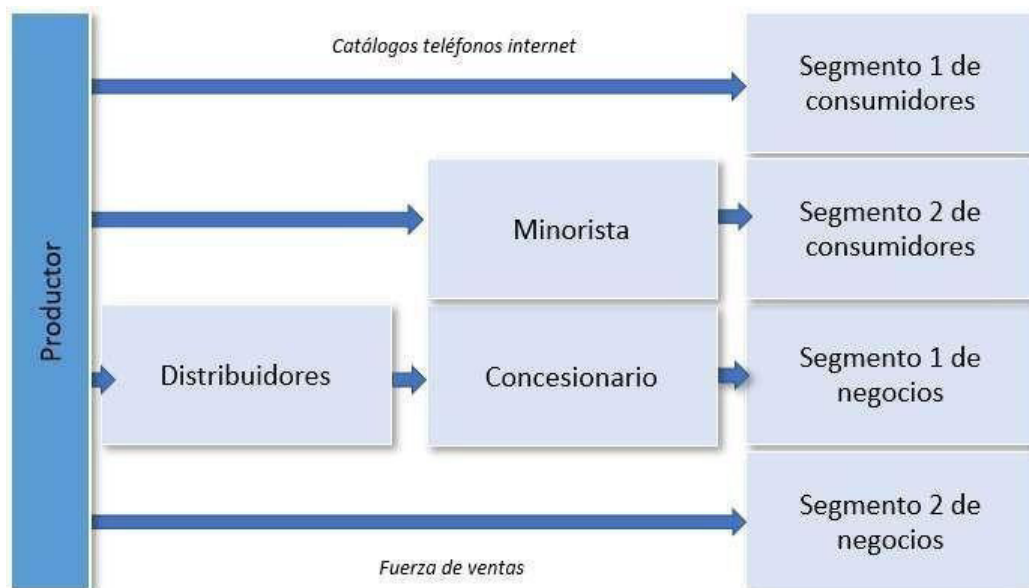 Catálogos teléfonos internet
Segmento 1 de
consumidores
Productor
Minorista
Segmento 2 de
consumidores
Distribuidores
Concesionario
Segmento 1 de
negocios
Segmento 2 de
negocios
Fuerza de ventas